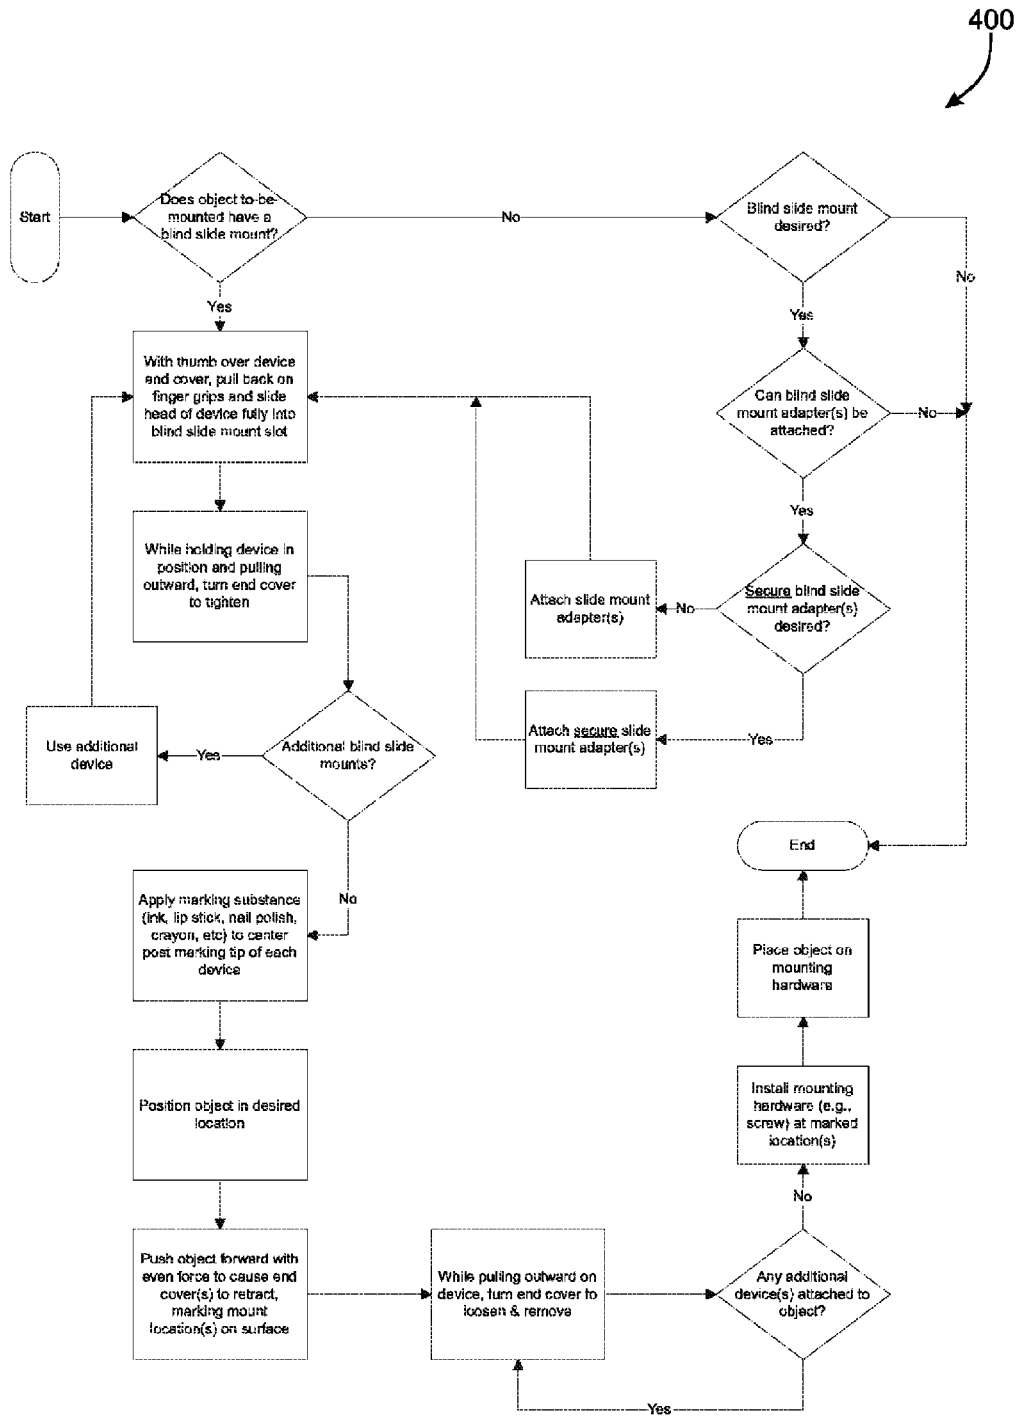 400
Start
Does object to-be-
mounted have a
blind slide mount?
No
Blind slide mount
desired?
No
Yes
Yes
With thumb over device
and cover, pull back on
finger grips and slide
head of device fully into
blind slide mount slot
Can blind slide
mount adapter(s) be
attached?
No
Yes
While holding device in
position and pulling
outward, turn end cover
to tighten
Attach slide mount
adapter(s)
No
Secure blind slide
mount adapter(s)
desired?
Use additional
device
Yes
Additional blind slide
mounts?
Attach secure slide
mount adapter(s)
Yes
End
No
Apply marking substance
(ink, lip stick, nail polish,
crayon, etc) to center
post marking tip of each
device
Place object on
mounting
hardware
Position object in desired
location
Install mounting
hardware (e.g.,
screw) at marked
location(s)
No
Push object forward with
even force to cause end
cover(s) to retract,
marking mount
location(s) on surface
While pulling outward on
device, turn end cover to
loosen & remove
Any additional
device(s) attached to
object?
Yes